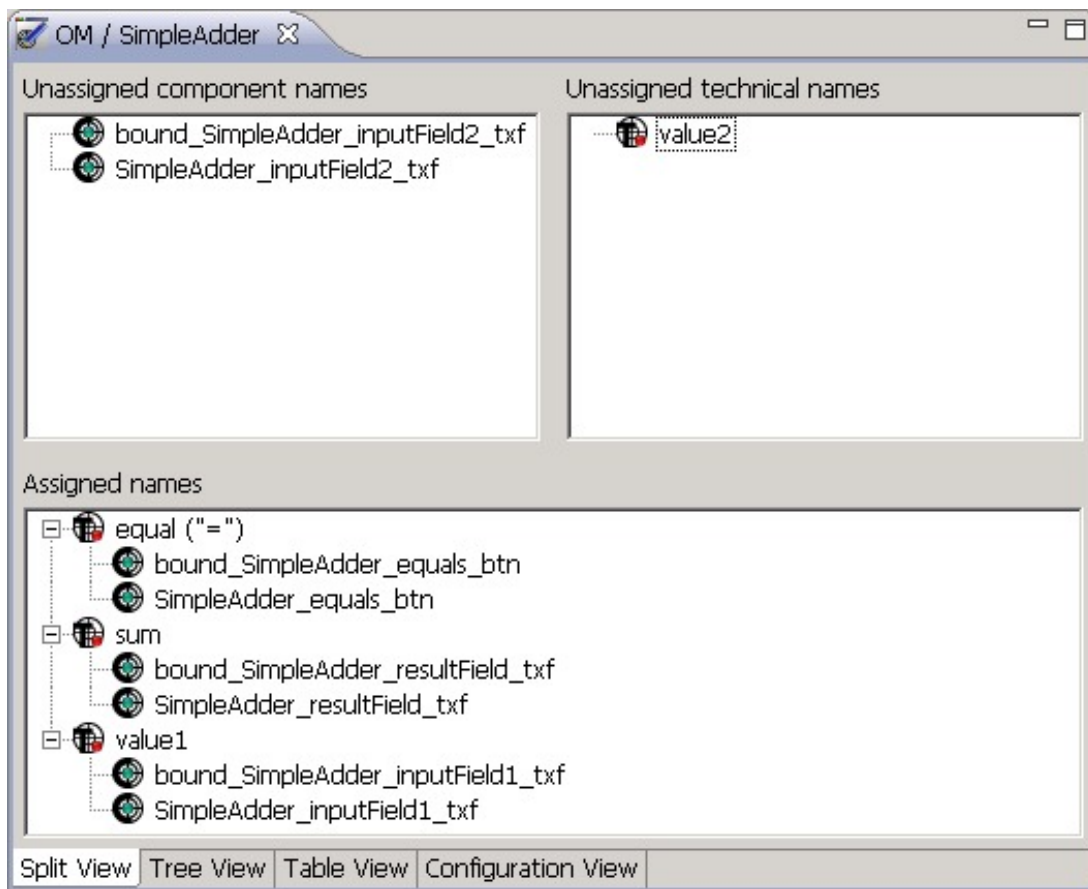 OM / SimpleAdder
Unassigned component names
bound_SimpleAdder_inputField2_txf
SimpleAdder_inputField2_txf
Unassigned technical names
value2
Assigned names
equal ("=")
bound_SimpleAdder_equals_btn
SimpleAdder_equals_btn
sum
bound_SimpleAdder_resultField_txf
SimpleAdder_resultField_txf
value1
bound_SimpleAdder_inputField1_txf
SimpleAdder_inputField1_txf
Split View Tree View Table View Configuration View